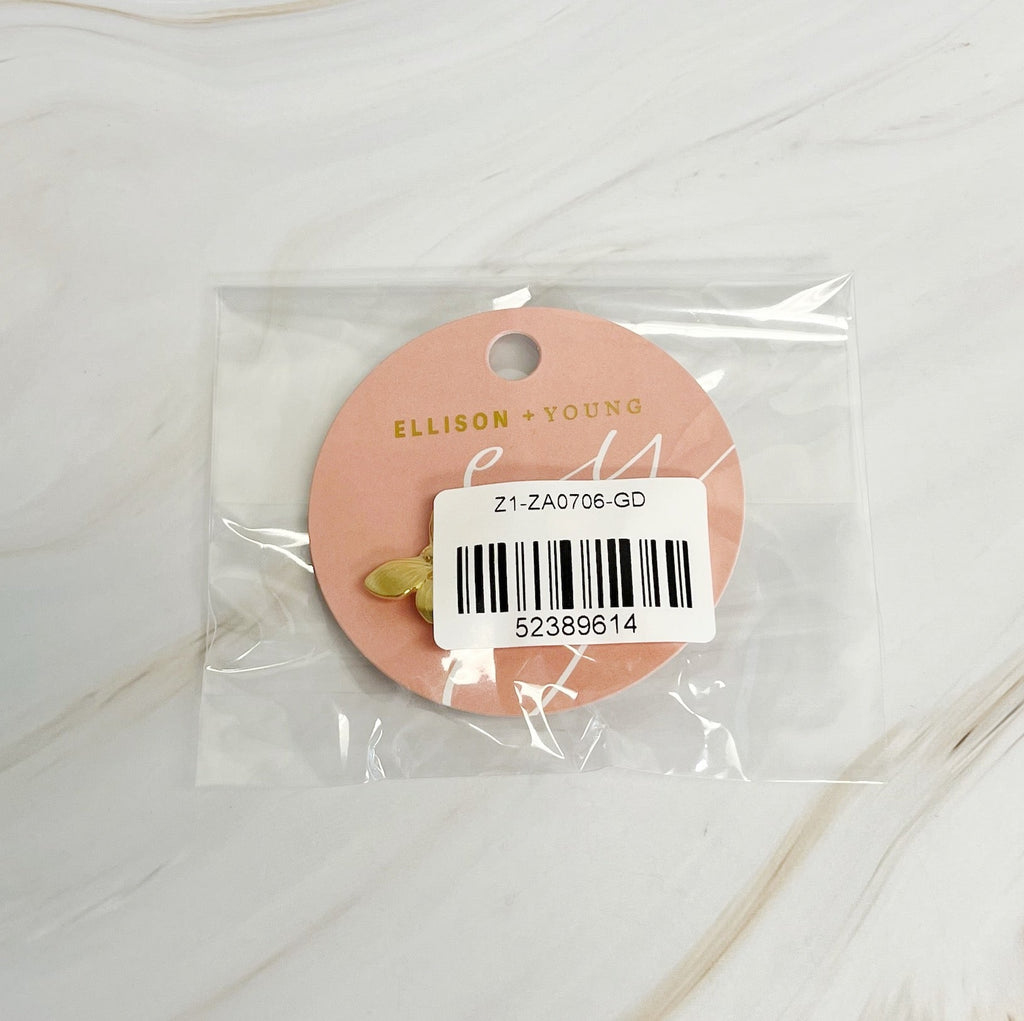 ELLISON + YOUNG
Z1-ZA0706-GD
52389614